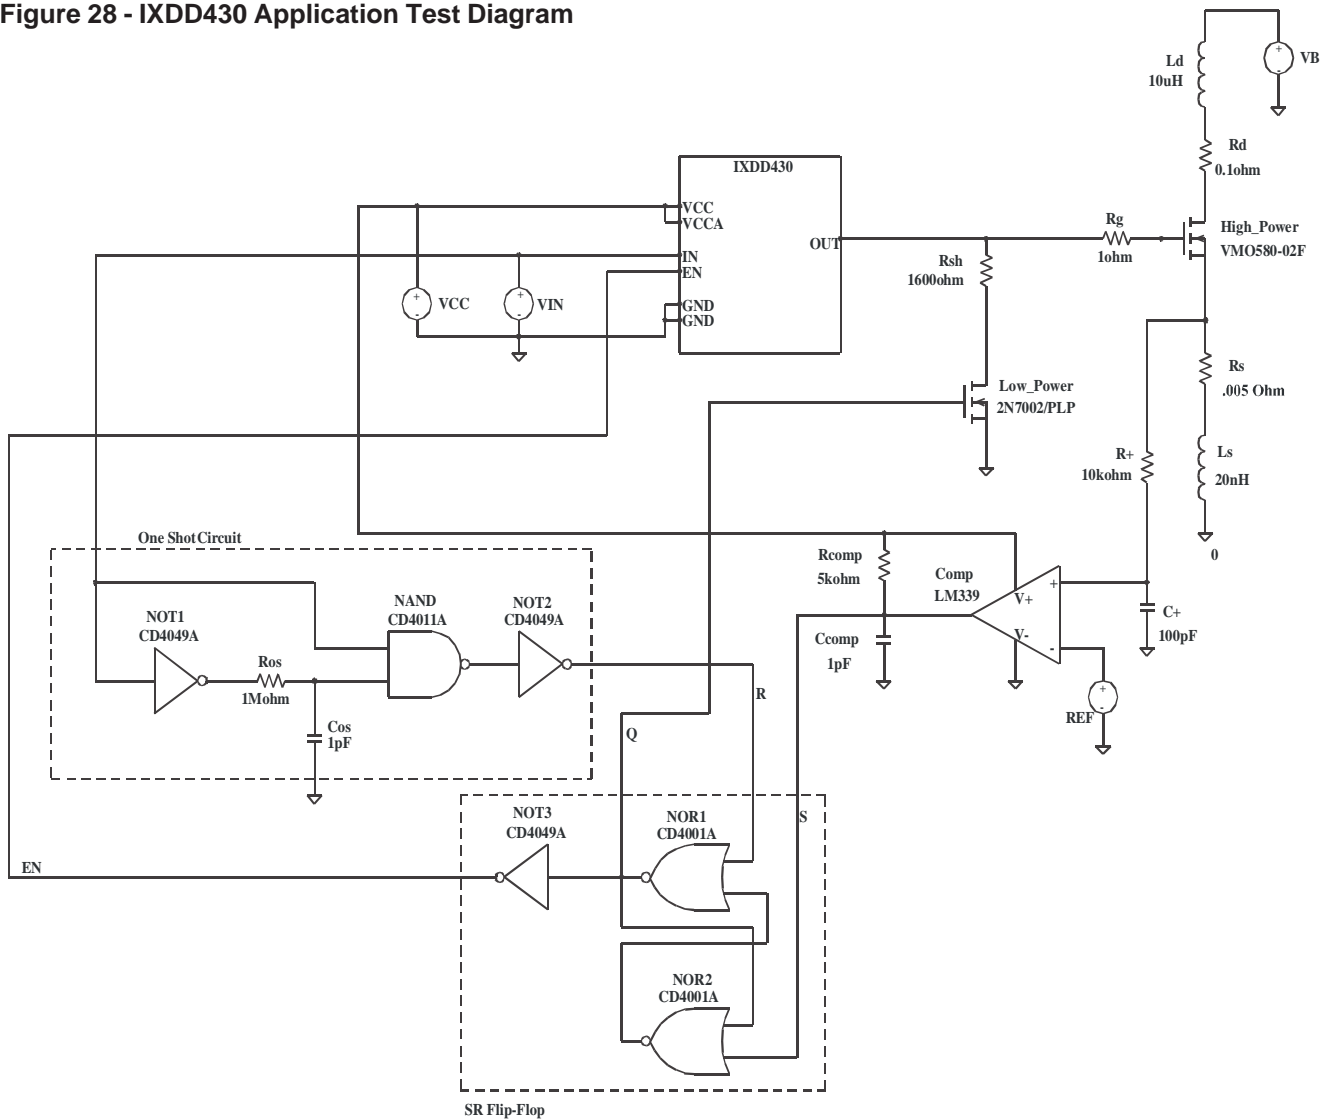 Figure 28 - IXDD430 Application Test Diagram
Ld
10uH
+
-
VB
Rd
0.1ohm
IXDD430
VCC
VCCA
IN
EN
GND
GND
OUT
Rg
1ohm
High_Power
VMO580-02F
Rsh
1600ohm
+
-
VCC
+
-
VIN
Low_Power
2N7002/PLP
Rs
.005 Ohm
R+
10kohm
Ls
20nH
0
One Shot Circuit
NOT1
CD4049A
Ros
1Mohm
Cos
1pF
NAND
CD4011A
NOT2
CD4049A
Rcomp
5kohm
Comp
LM339
V+
V-
+
-
C+
100pF
Ccomp
1pF
+
-
REF
R
Q
S
EN
NOT3
CD4049A
NOR1
CD4001A
NOR2
CD4001A
SR Flip-Flop